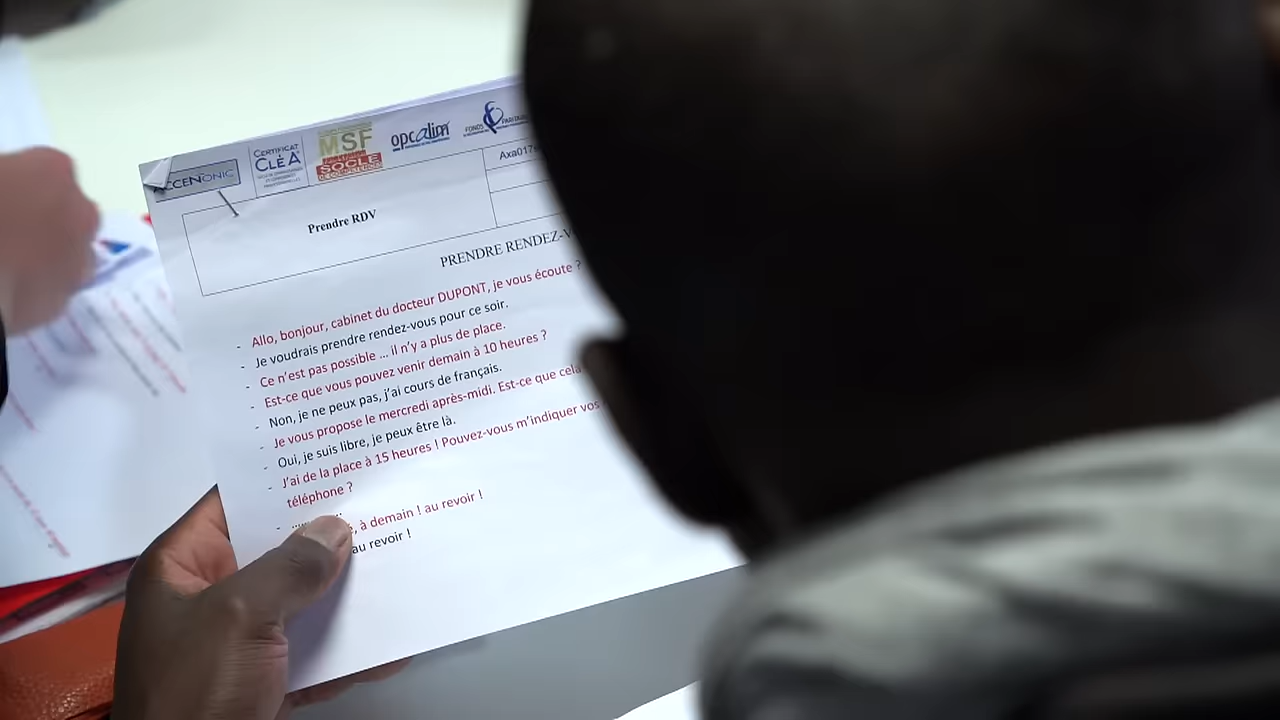 CCENONIC
CERTIFICAT
CLÉA
MSF
SOCLE
opcalim
FONDS
Axa017
Prendre RDV
PRENDRE RENDEZ-V
- Allo, bonjour, cabinet du docteur DUPONT, je vous écoute ?
- Je voudrais prendre rendez-vous pour ce soir.
- Ce n'est pas possible ... il n'y a plus de place.
- Est-ce que vous pouvez venir demain à 10 heures ?
- Non, je ne peux pas, j'ai cours de français.
- Je vous propose le mercredi après-midi. Est-ce que cela
- Oui, je suis libre, je peux être là.
- J'ai de la place à 15 heures ! Pouvez-vous m'indiquer vos
téléphone ?
- , à demain ! au revoir !
au revoir !